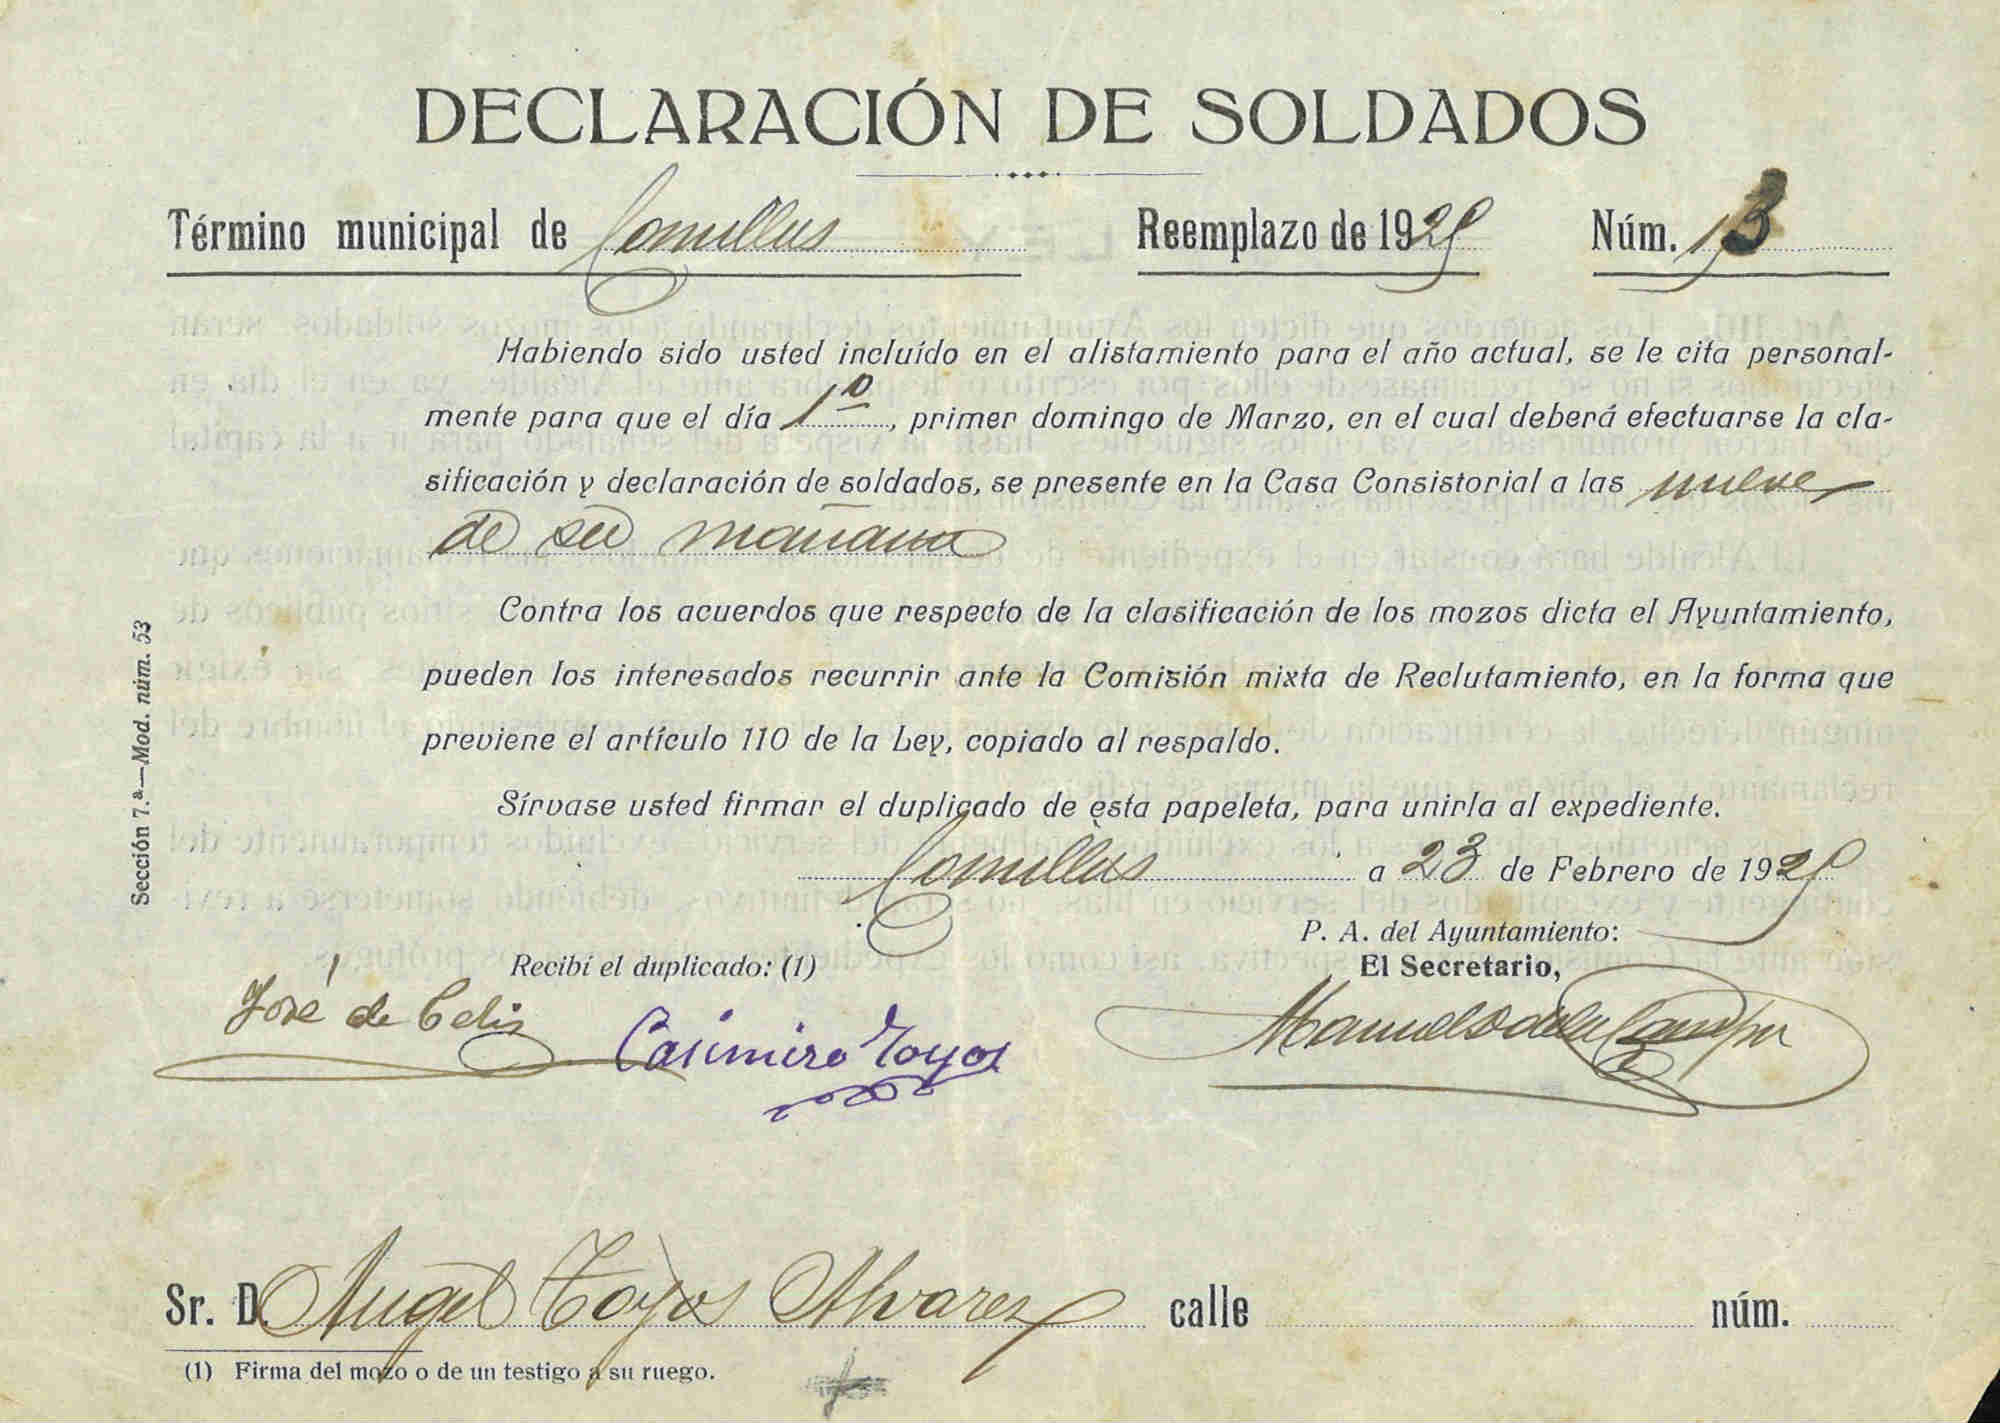 DECLARACIÓN DE SOLDADOS
Término municipal de Comillas Reemplazo de 1925 Núm. 13
Habiendo sido usted incluído en el alistamiento para el año actual, se le cita personal-
mente para que el día 1º, primer domingo de Marzo, en el cual deberá efectuarse la cla-
sificación y declaración de soldados, se presente en la Casa Consistorial a las nueve
de su mañana
Contra los acuerdos que respecto de la clasificación de los mozos dicta el Ayuntamiento,
pueden los interesados recurrir ante la Comisión mixta de Reclutamiento, en la forma que
previene el artículo 110 de la Ley, copiado al respaldo.
Sírvase usted firmar el duplicado de esta papeleta, para unirla al expediente.
Comillas a 23 de Febrero de 1925
P. A. del Ayuntamiento:
Recibí el duplicado: (1) El Secretario,
José de Celis Casimiro Toyos Manuel de la Campa
Sr. D. Angel Toyos Alvarez calle núm.
(1) Firma del mozo o de un testigo a su ruego.
Sección 7.ª—Mod. núm. 53